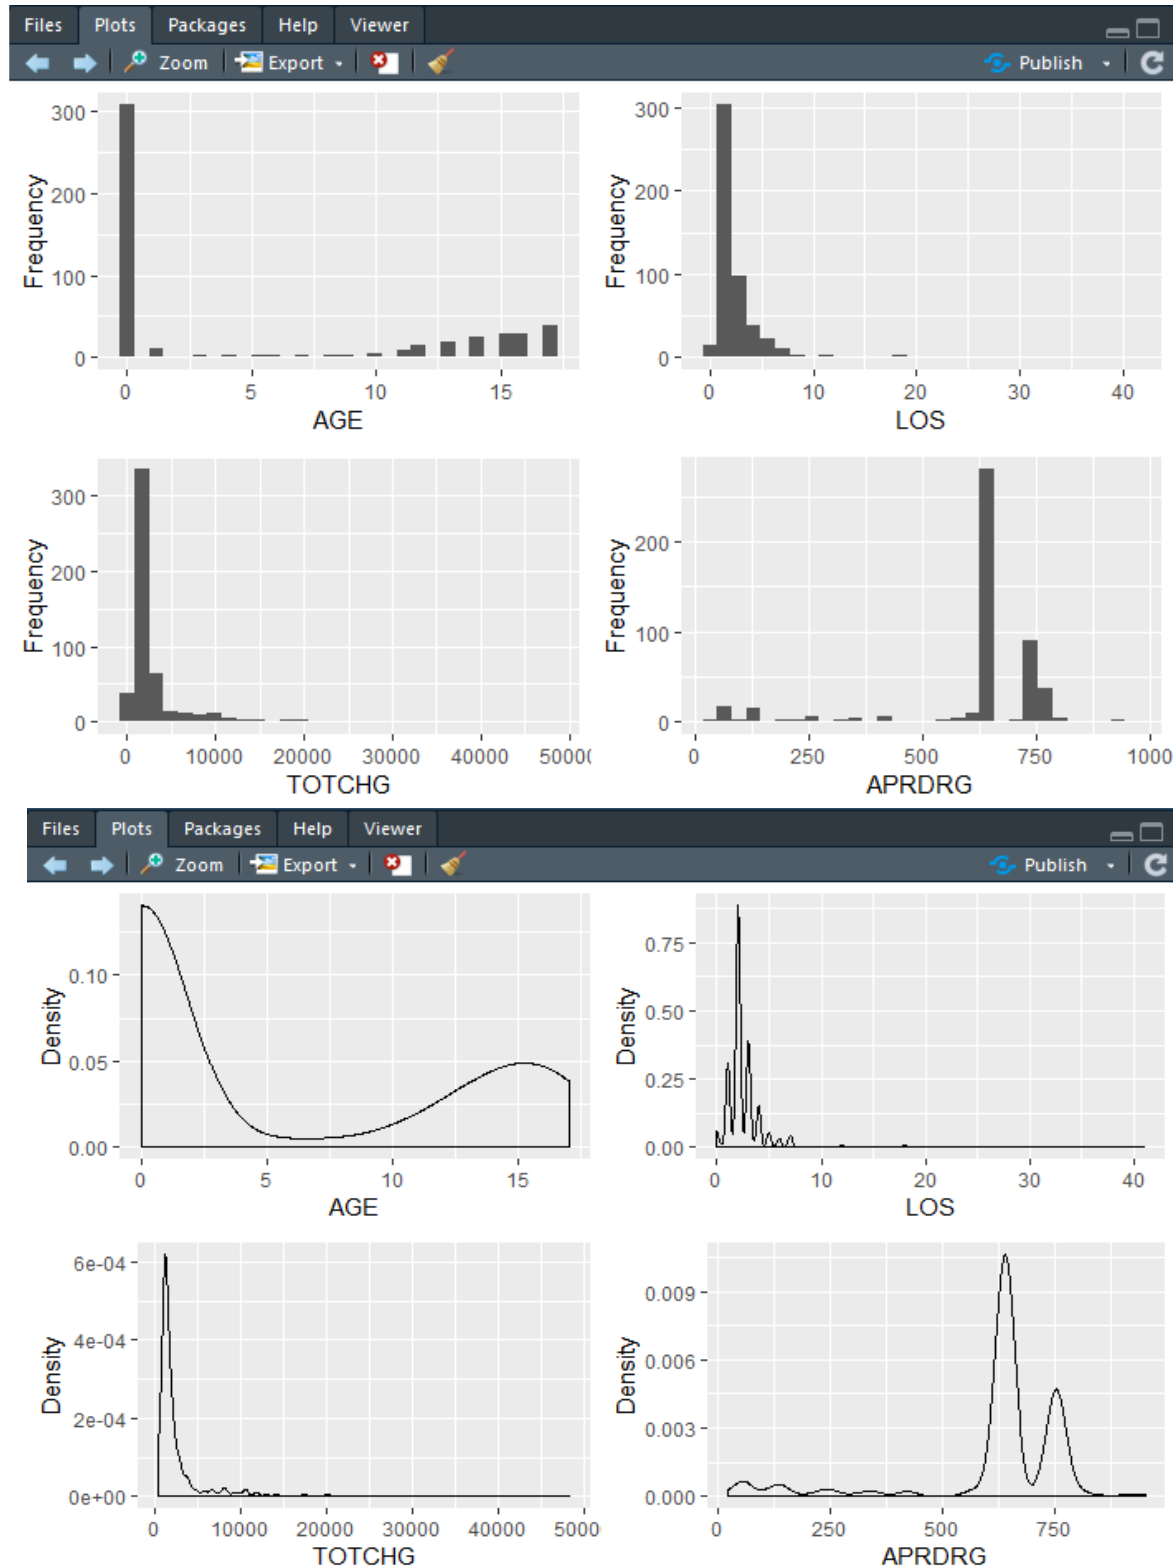 Files Plots Packages Help Viewer
Zoom Export Publish
300
200
100
0
Frequency
0 5 10 15
AGE
300
200
100
0
Frequency
0 10 20 30 40
LOS
300
200
100
0
Frequency
0 10000 20000 30000 40000 5000
TOTCHG
200
100
0
Frequency
0 250 500 750 1000
APRDRG
Files Plots Packages Help Viewer
Zoom Export Publish
0.10
0.05
0.00
Density
0 5 10 15
AGE
0.75
0.50
0.25
0.00
Density
0 10 20 30 40
LOS
6e-04
4e-04
2e-04
0e+00
Density
0 10000 20000 30000 40000 5000
TOTCHG
0.009
0.006
0.003
0.000
Density
0 250 500 750
APRDRG